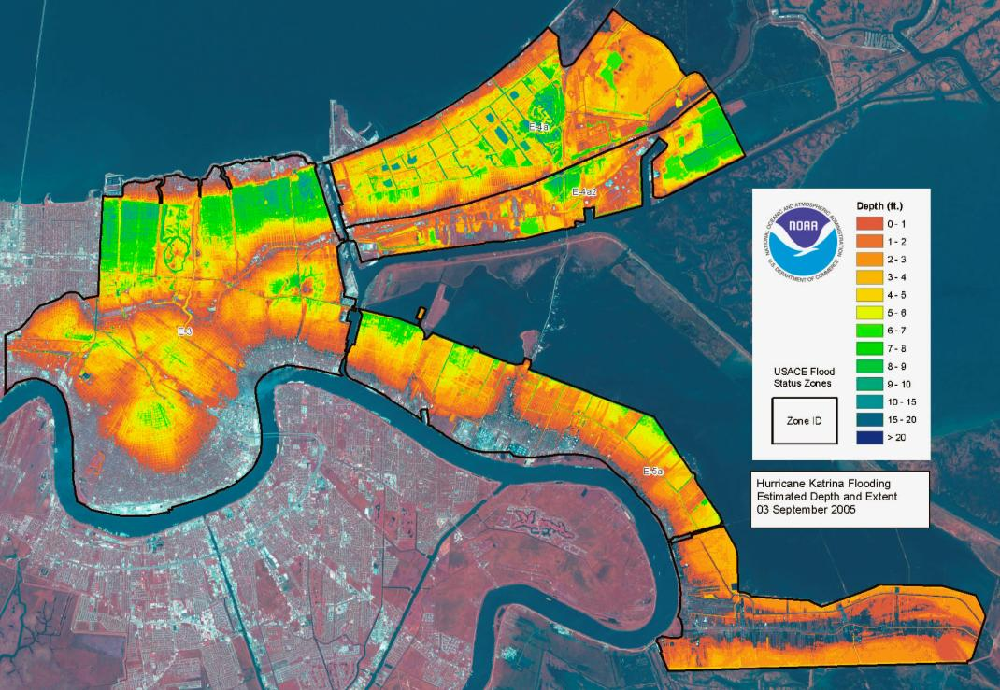 E-4a
E-4a2
E-3
E-5a
NATIONAL OCEANIC AND ATMOSPHERIC ADMINISTRATION
NOAA
U.S. DEPARTMENT OF COMMERCE
Depth (ft.)
0 - 1
1 - 2
2 - 3
3 - 4
4 - 5
5 - 6
6 - 7
7 - 8
8 - 9
9 - 10
10 - 15
15 - 20
> 20
USACE Flood
Status Zones
Zone ID
Hurricane Katrina Flooding
Estimated Depth and Extent
03 September 2005